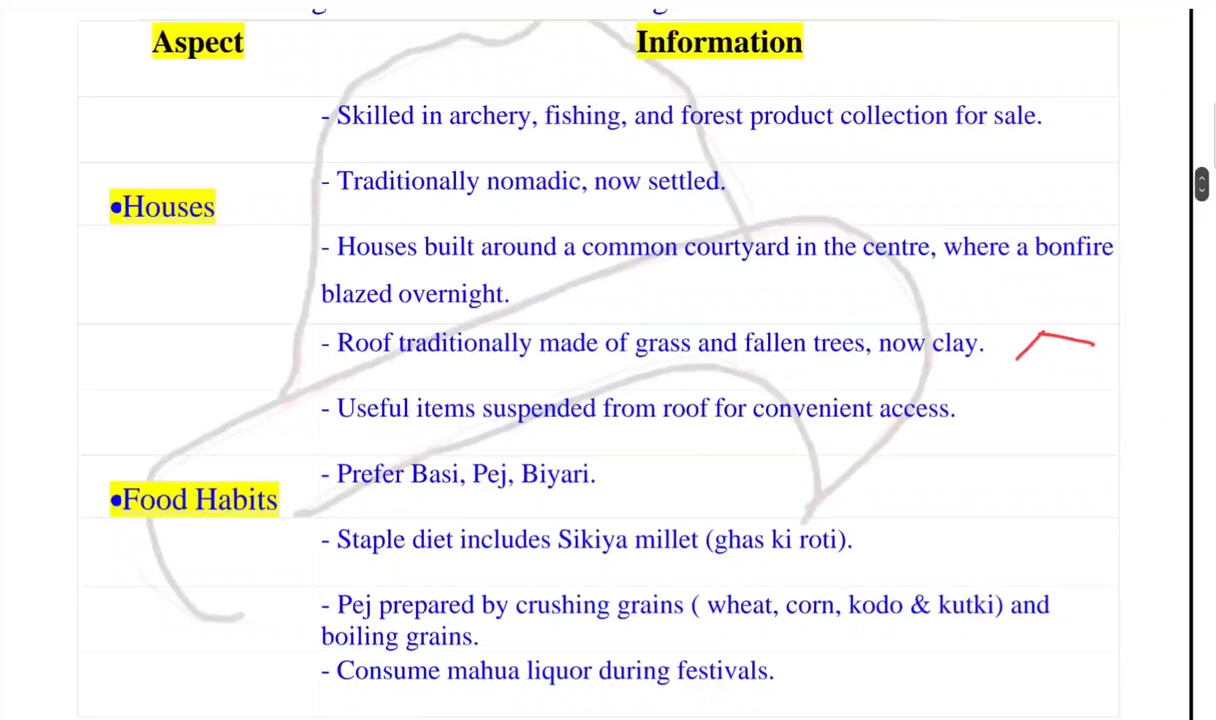 Aspect Information
- Skilled in archery, fishing, and forest product collection for sale.
- Traditionally nomadic, now settled.
•Houses
- Houses built around a common courtyard in the centre, where a bonfire
blazed overnight.
- Roof traditionally made of grass and fallen trees, now clay.
- Useful items suspended from roof for convenient access.
- Prefer Basi, Pej, Biyari.
•Food Habits
- Staple diet includes Sikiya millet (ghas ki roti).
- Pej prepared by crushing grains ( wheat, corn, kodo & kutki) and
boiling grains.
- Consume mahua liquor during festivals.